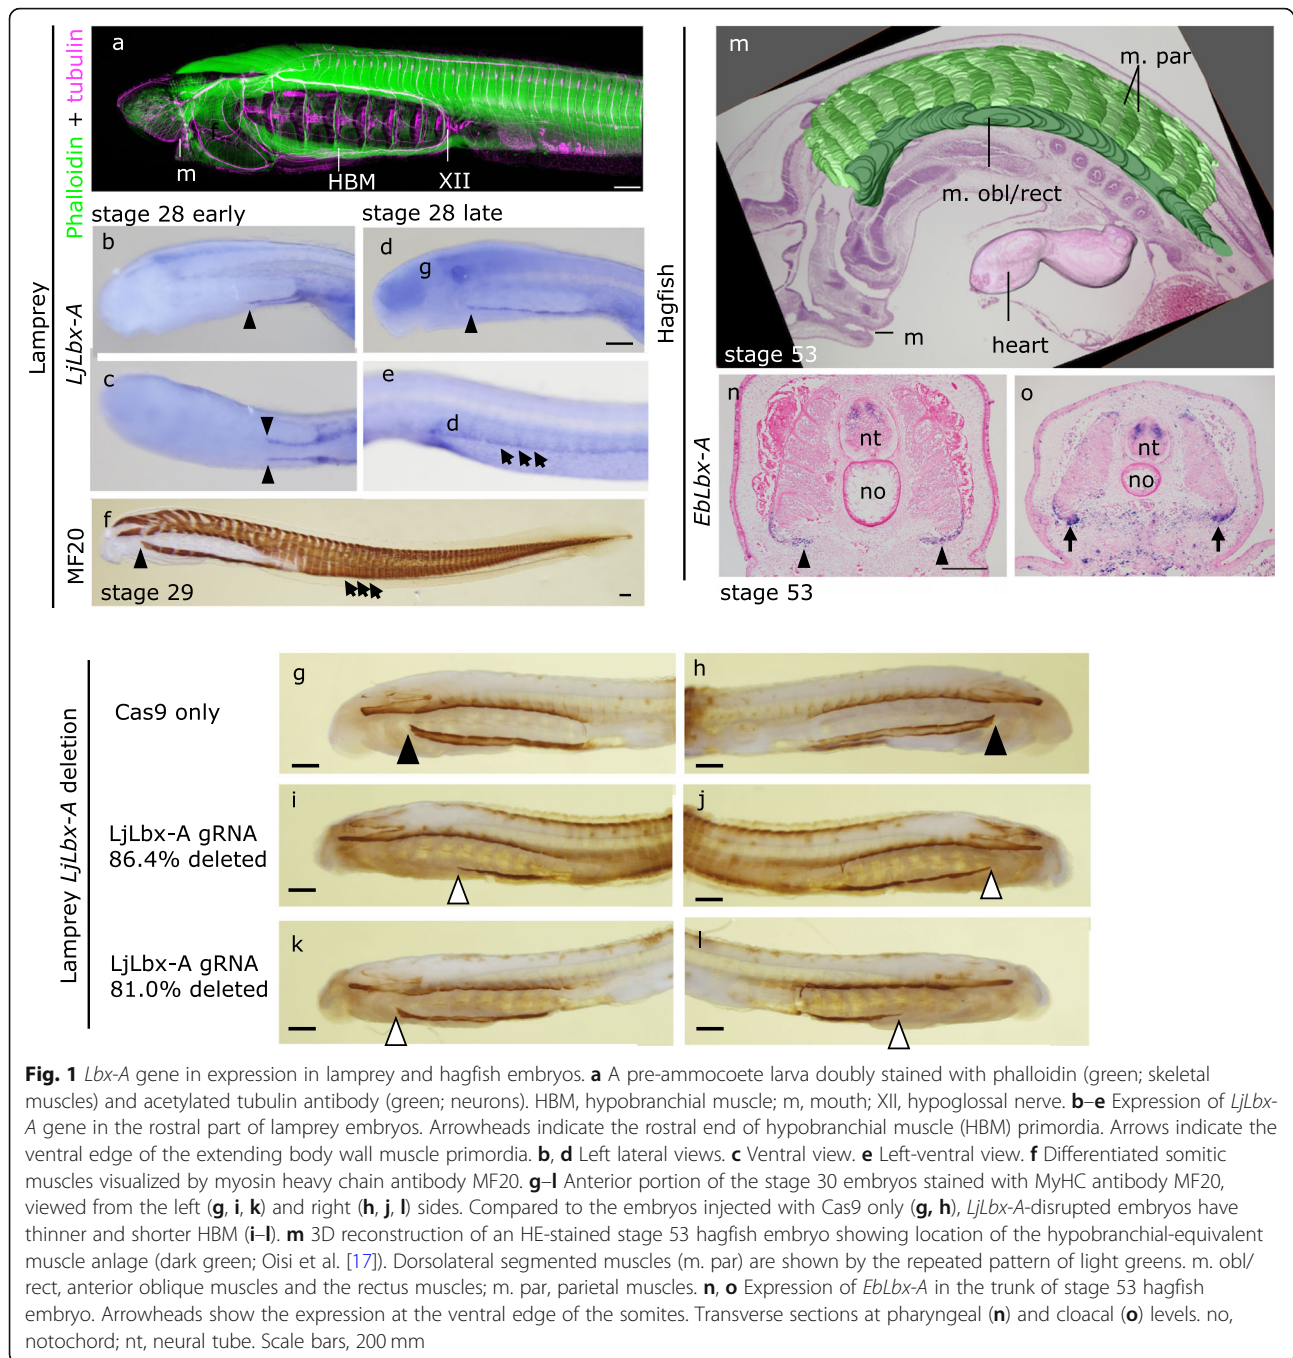 Lamprey
Phalloidin + tubulin
a
m
f
HBM
XII
stage 28 early
stage 28 late
LjLbx-A
b
d
g
c
e
d
MF20
f
stage 29
Hagfish
m
m. par
m. obl/rect
m
heart
stage 53
EbLbx-A
n
nt
no
o
nt
no
stage 53
Lamprey LjLbx-A deletion
Cas9 only
g
h
LjLbx-A gRNA
86.4% deleted
i
j
LjLbx-A gRNA
81.0% deleted
k
l
Fig. 1 Lbx-A gene in expression in lamprey and hagfish embryos. a A pre-ammocoete larva doubly stained with phalloidin (green; skeletal
muscles) and acetylated tubulin antibody (green; neurons). HBM, hypobranchial muscle; m, mouth; XII, hypoglossal nerve. b–e Expression of LjLbx-
A gene in the rostral part of lamprey embryos. Arrowheads indicate the rostral end of hypobranchial muscle (HBM) primordia. Arrows indicate the
ventral edge of the extending body wall muscle primordia. b, d Left lateral views. c Ventral view. e Left-ventral view. f Differentiated somitic
muscles visualized by myosin heavy chain antibody MF20. g–l Anterior portion of the stage 30 embryos stained with MyHC antibody MF20,
viewed from the left (g, i, k) and right (h, j, l) sides. Compared to the embryos injected with Cas9 only (g, h), LjLbx-A-disrupted embryos have
thinner and shorter HBM (i–l). m 3D reconstruction of an HE-stained stage 53 hagfish embryo showing location of the hypobranchial-equivalent
muscle anlage (dark green; Oisi et al. [17]). Dorsolateral segmented muscles (m. par) are shown by the repeated pattern of light greens. m. obl/
rect, anterior oblique muscles and the rectus muscles; m. par, parietal muscles. n, o Expression of EbLbx-A in the trunk of stage 53 hagfish
embryo. Arrowheads show the expression at the ventral edge of the somites. Transverse sections at pharyngeal (n) and cloacal (o) levels. no,
notochord; nt, neural tube. Scale bars, 200 mm